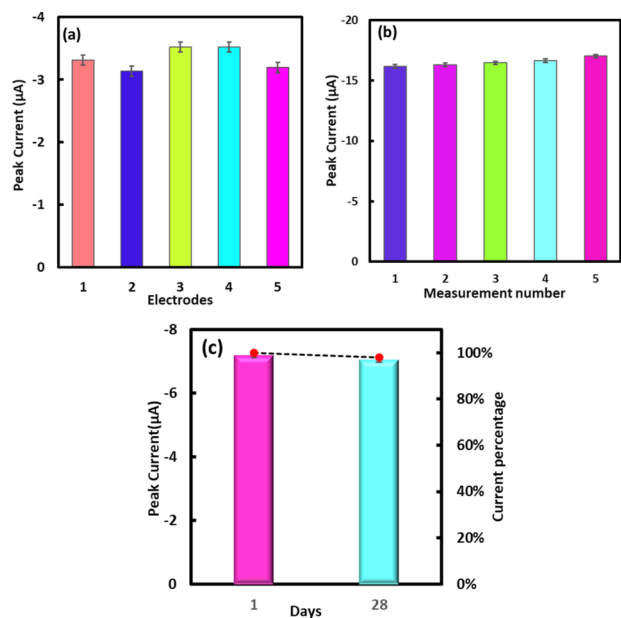 (a)
Peak Current (µA)
-4
-3
-2
-1
0
1 2 3 4 5
Electrodes
(b)
Peak Current (µA)
-20
-15
-10
-5
0
1 2 3 4 5
Measurement number
(c)
Peak Current(µA)
-8
-6
-4
-2
0
100%
80%
60%
40%
20%
0%
Current percentage
1 28
Days